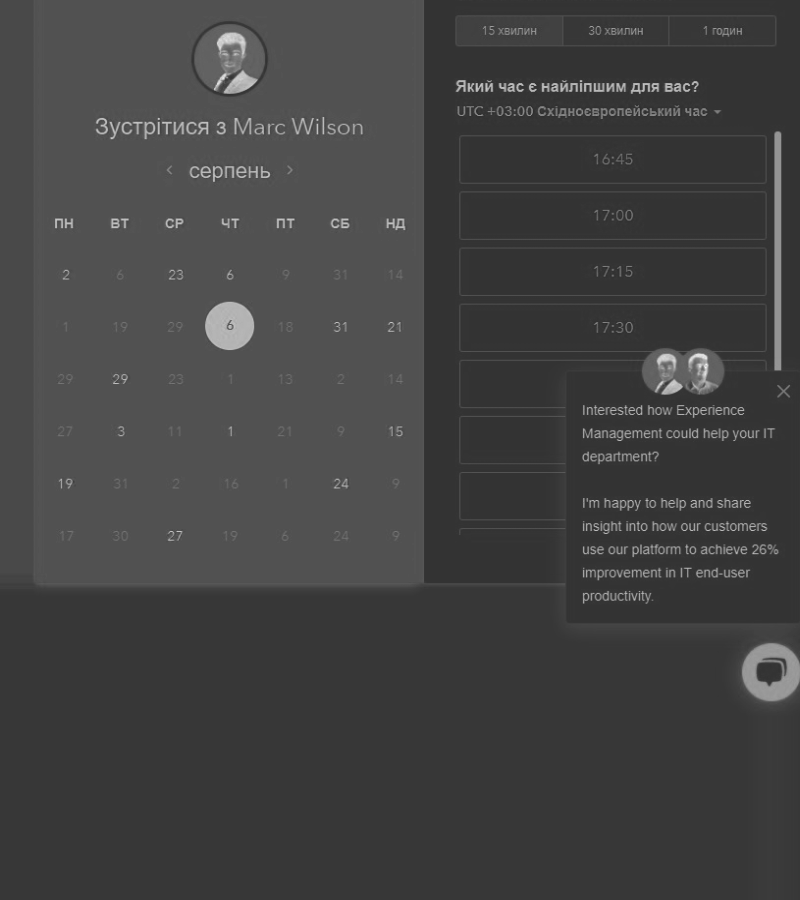 Зустрітися з Marc Wilson
серпень
ПН ВТ СР ЧТ ПТ СБ НД
2 6 23 6 9 31 14
1 19 29 6 18 31 21
29 29 23 1 13 2 14
27 3 11 1 21 9 15
19 31 2 16 1 24 9
17 30 27 19 6 24 9
15 хвилин 30 хвилин 1 годин
Який час є найліпшим для вас?
UTC +03:00 Східноєвропейський час
16:45
17:00
17:15
17:30
Interested how Experience
Management could help your IT
department?
I'm happy to help and share
insight into how our customers
use our platform to achieve 26%
improvement in IT end-user
productivity.